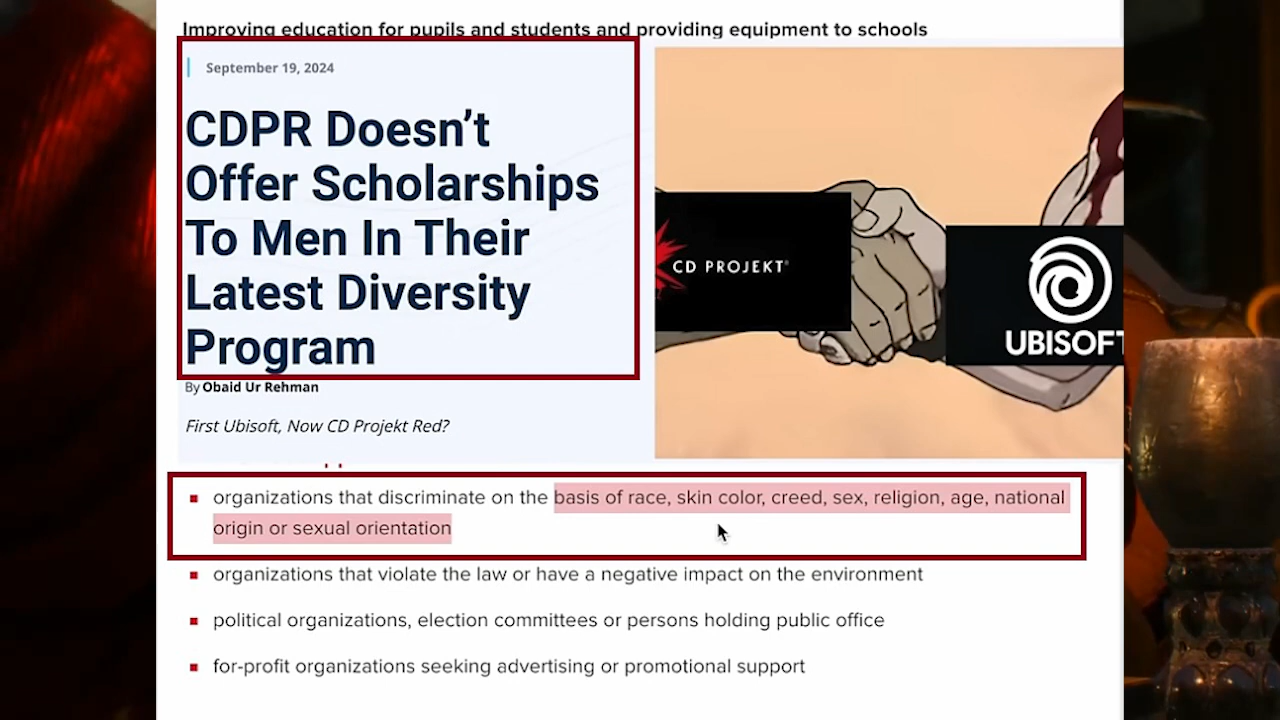 Improving education for pupils and students and providing equipment to schools
September 19, 2024
CDPR Doesn't
Offer Scholarships
To Men In Their
Latest Diversity
Program
By Obaid Ur Rehman
First Ubisoft, Now CD Projekt Red?
CD PROJEKT®
UBISOFT
organizations that discriminate on the basis of race, skin color, creed, sex, religion, age, national
origin or sexual orientation
organizations that violate the law or have a negative impact on the environment
political organizations, election committees or persons holding public office
for-profit organizations seeking advertising or promotional support